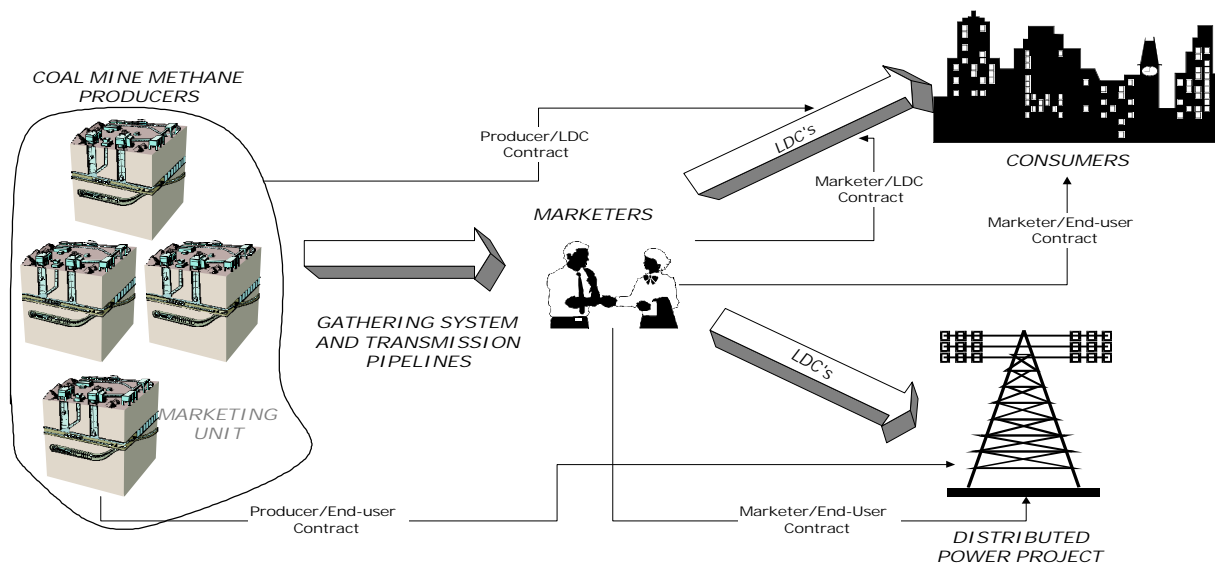 COAL MINE METHANE
PRODUCERS
Producer/LDC
Contract
LDC's
CONSUMERS
Marketer/LDC
Contract
MARKETERS
Marketer/End-user
Contract
GATHERING SYSTEM
AND TRANSMISSION
PIPELINES
LDC's
MARKETING
UNIT
Producer/End-user
Contract
Marketer/End-User
Contract
DISTRIBUTED
POWER PROJECT